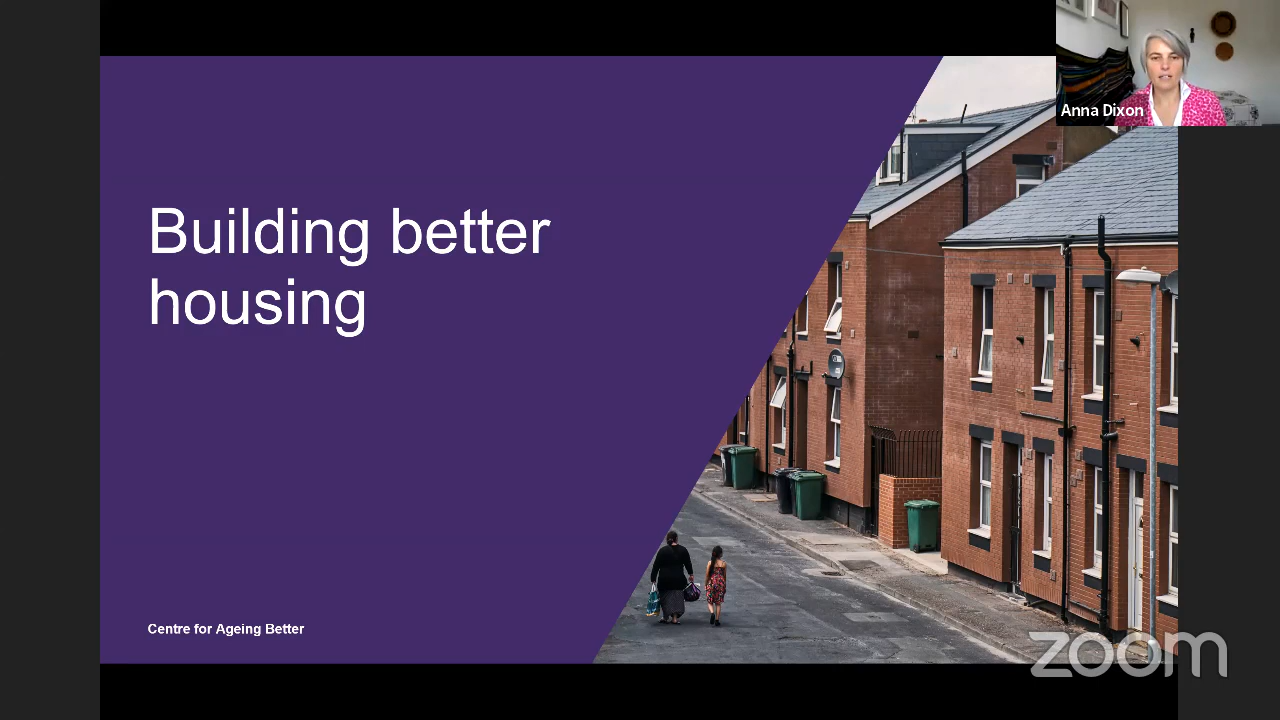 Building better
housing
Centre for Ageing Better
Anna Dixon
zoom